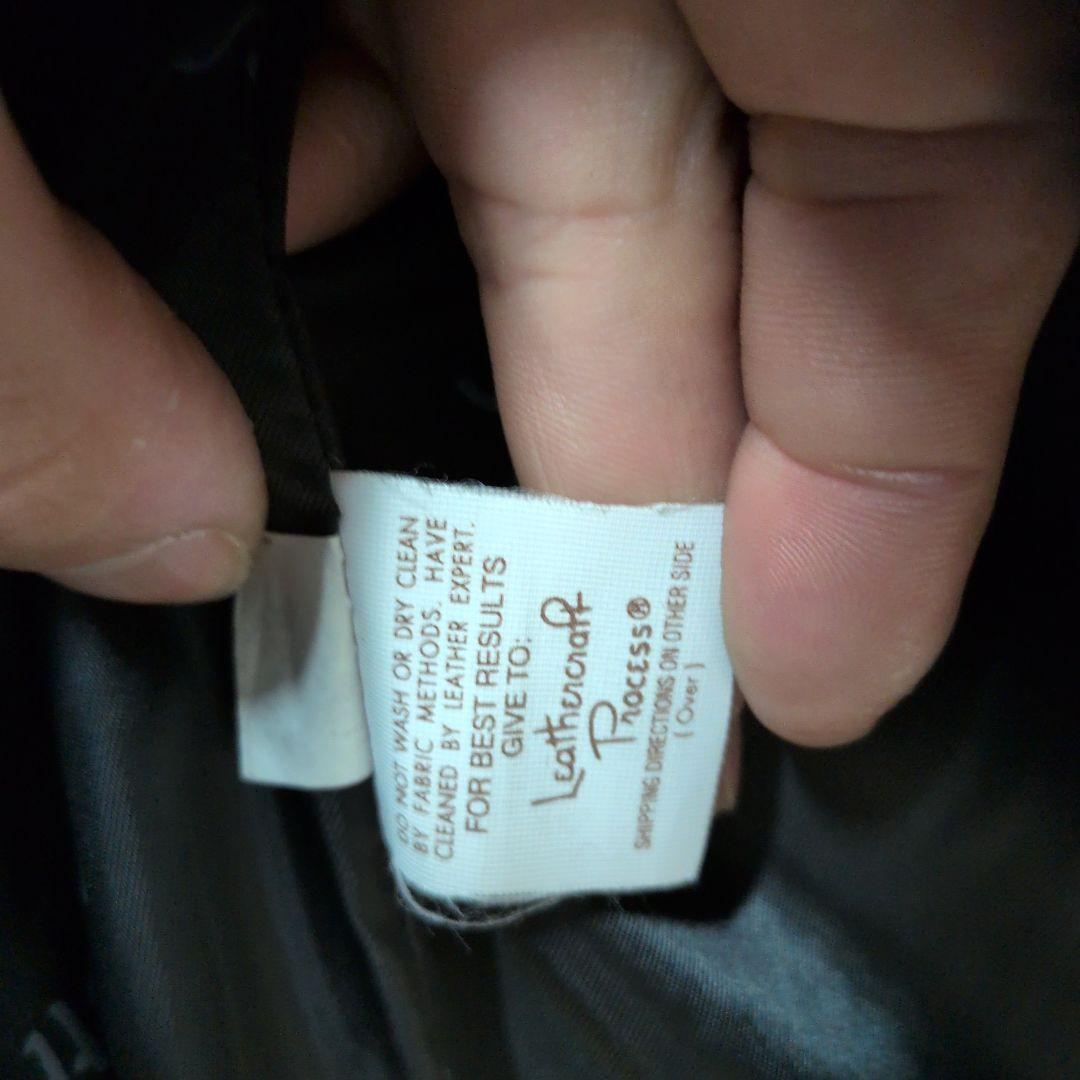 DO NOT WASH OR DRY CLEAN
BY FABRIC METHODS. HAVE
CLEANED BY LEATHER EXPERT.
FOR BEST RESULTS
GIVE TO:
Leathercraft
Process®
SHIPPING DIRECTIONS ON OTHER SIDE
(Over)